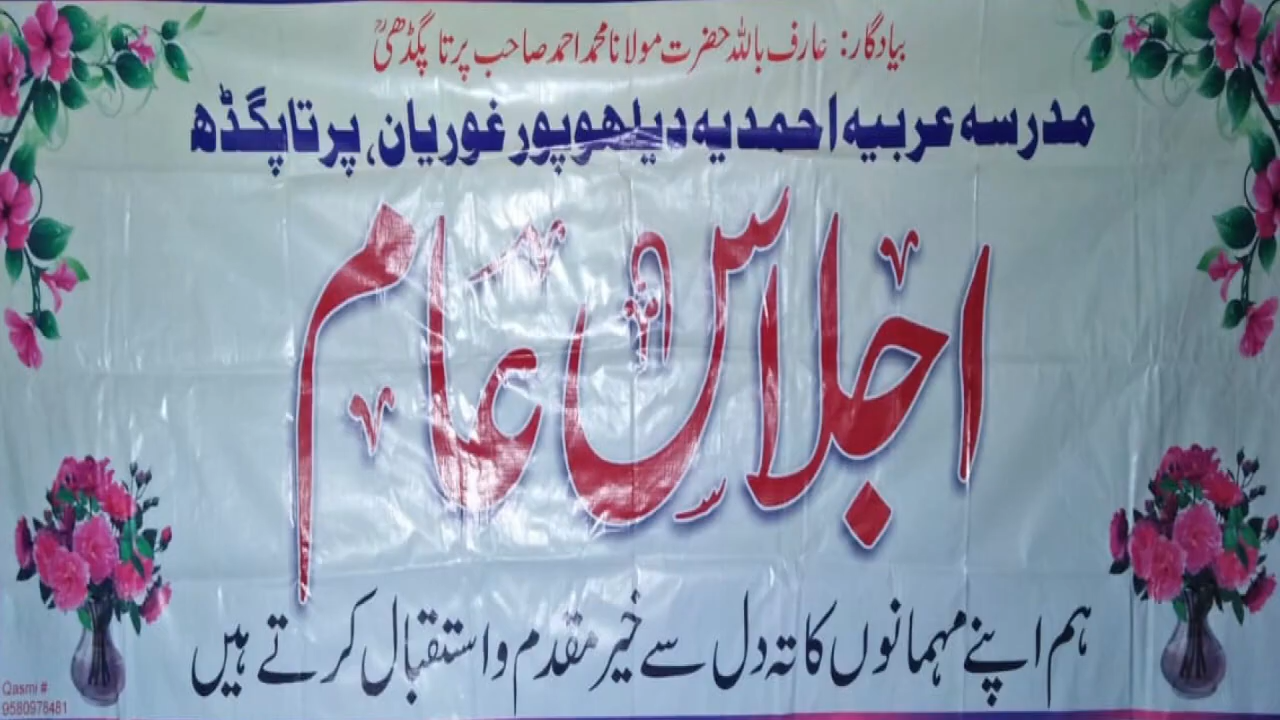 بیادگار: عارف باللہ حضرت مولانا محمد احمد صاحب پرتاپگڈھیؒ
مدرسہ عربیہ احمدیہ دیلھوپور غوریان، پرتاپگڈھ
اجلاس عام
ہم اپنے مہمانوں کا تہ دل سے خیر مقدم و استقبال کرتے ہیں
Qasmi #
9580978481